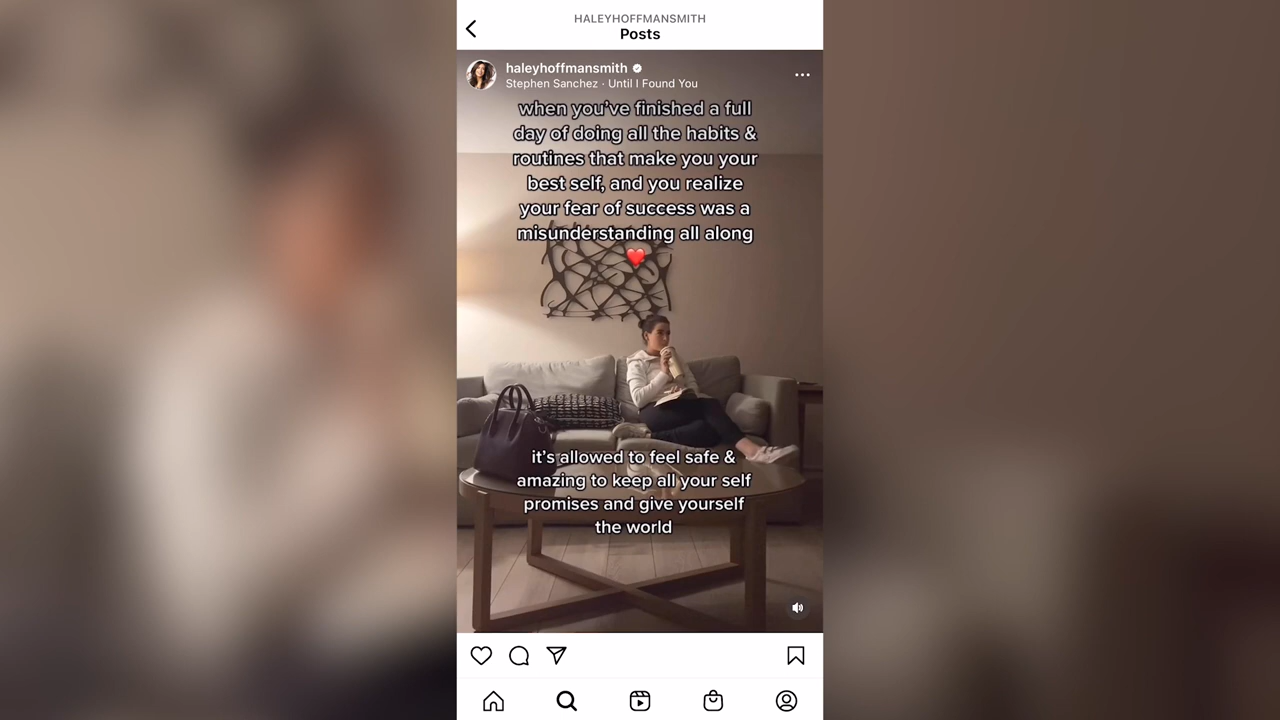 HALEYHOFFMANSMITH
Posts
haleyhoffmansmith
Stephen Sanchez · Until I Found You
when you've finished a full
day of doing all the habits &
routines that make you your
best self, and you realize
your fear of success was a
misunderstanding all along
❤️
it's allowed to feel safe &
amazing to keep all your self
promises and give yourself
the world